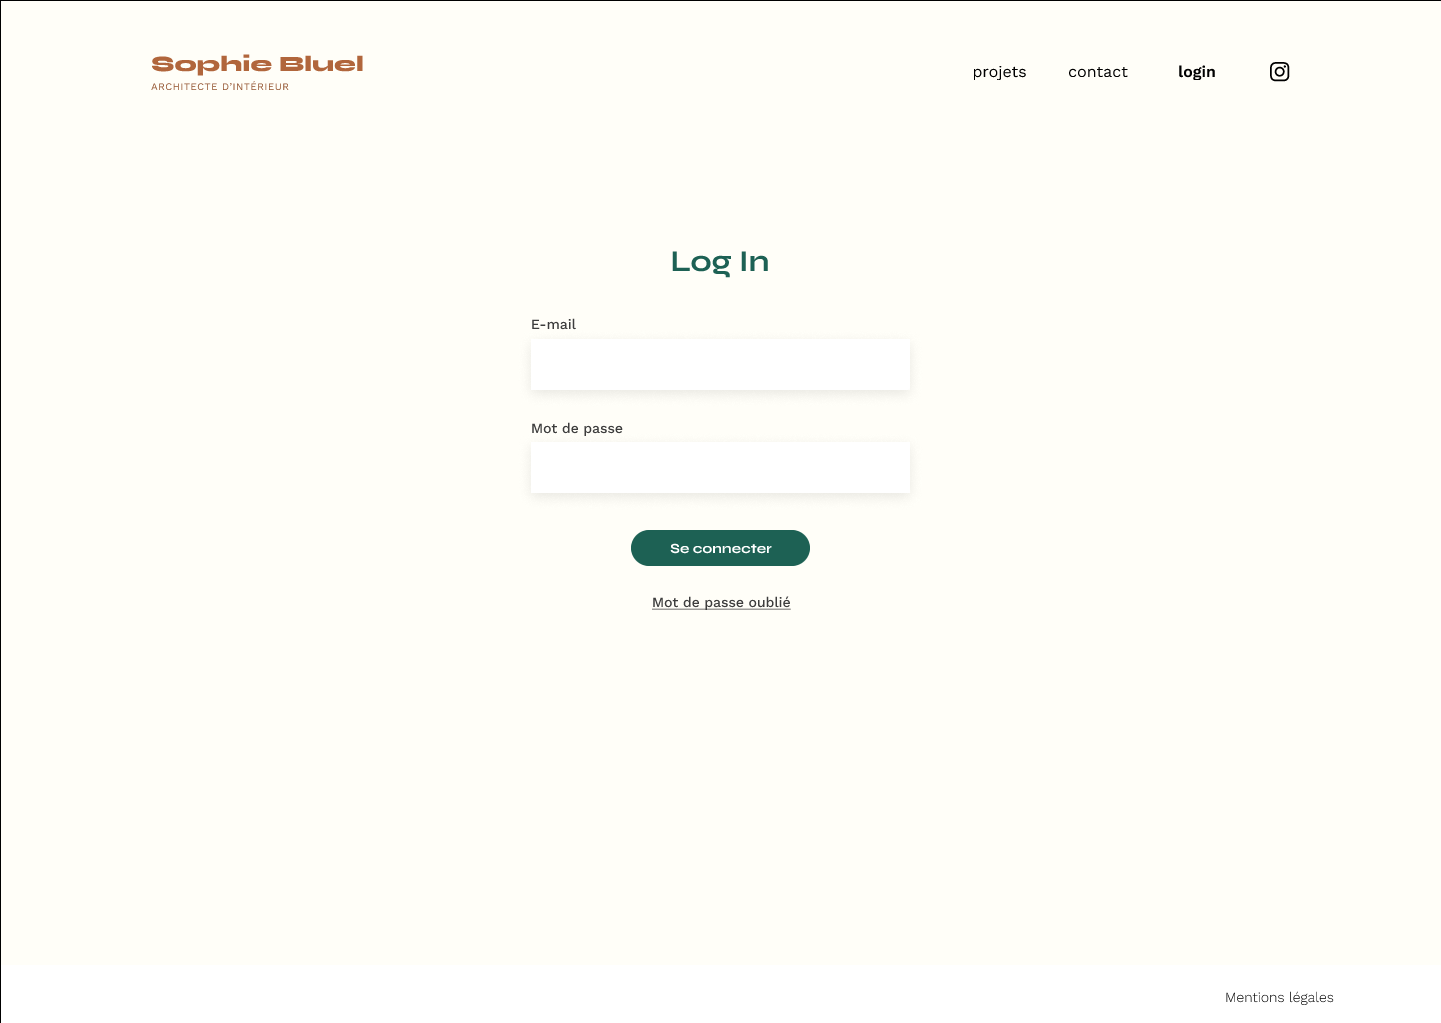 Sophie Bluel
ARCHITECTE D'INTÉRIEUR
projets contact login
Log In
E-mail
Mot de passe
Se connecter
Mot de passe oublié
Mentions légales